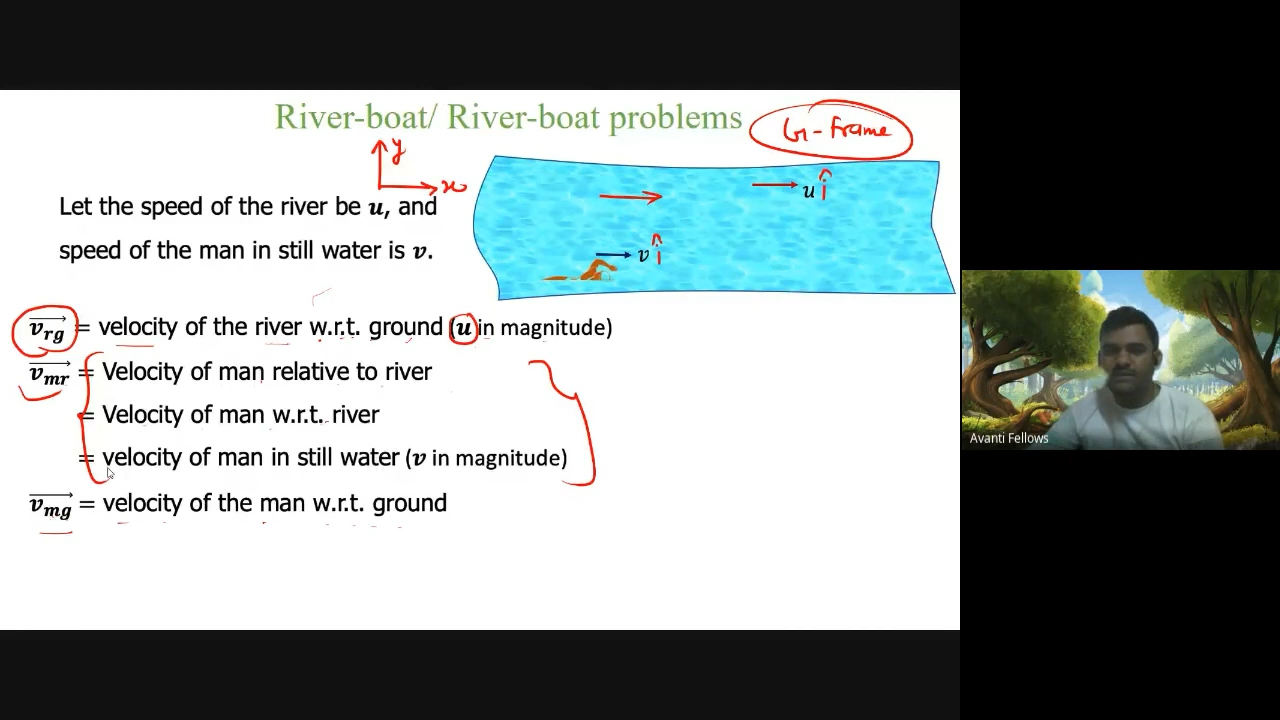 River-boat/ River-boat problems
G-Frame
y
x
u î
v î
Let the speed of the river be u, and
speed of the man in still water is v.
v_rg = velocity of the river w.r.t. ground (u in magnitude)
v_mr = Velocity of man relative to river
= Velocity of man w.r.t. river
= velocity of man in still water (v in magnitude)
v_mg = velocity of the man w.r.t. ground
Avanti Fellows